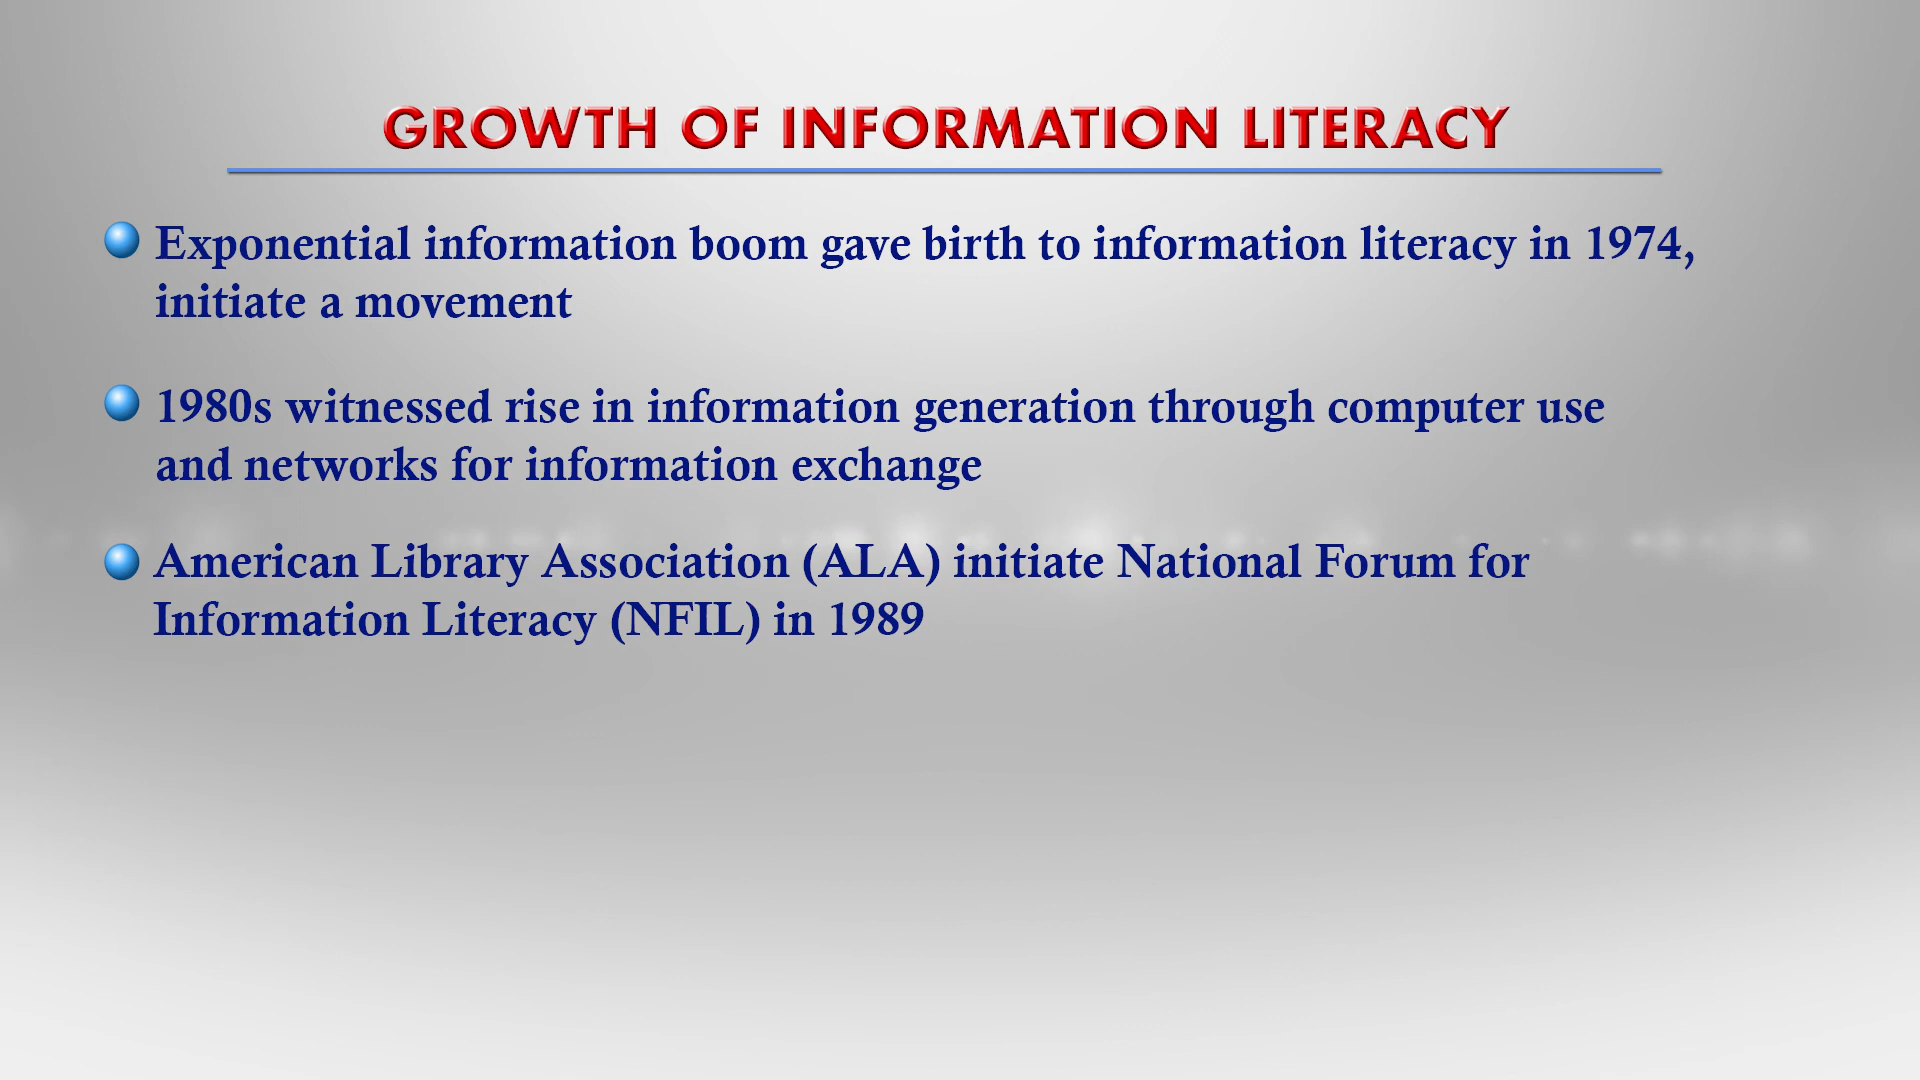 GROWTH OF INFORMATION LITERACY
Exponential information boom gave birth to information literacy in 1974,
initiate a movement
1980s witnessed rise in information generation through computer use
and networks for information exchange
American Library Association (ALA) initiate National Forum for
Information Literacy (NFIL) in 1989